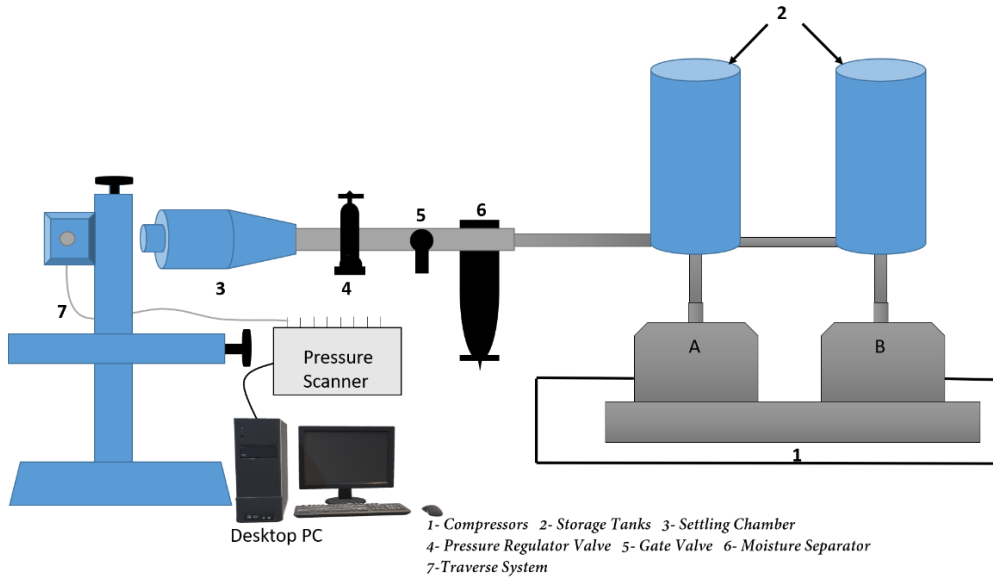 2
6
5
3
4
7
A
B
Pressure
Scanner
1
Desktop PC
1- Compressors 2- Storage Tanks 3- Settling Chamber
4- Pressure Regulator Valve 5- Gate Valve 6- Moisture Separator
7-Traverse System